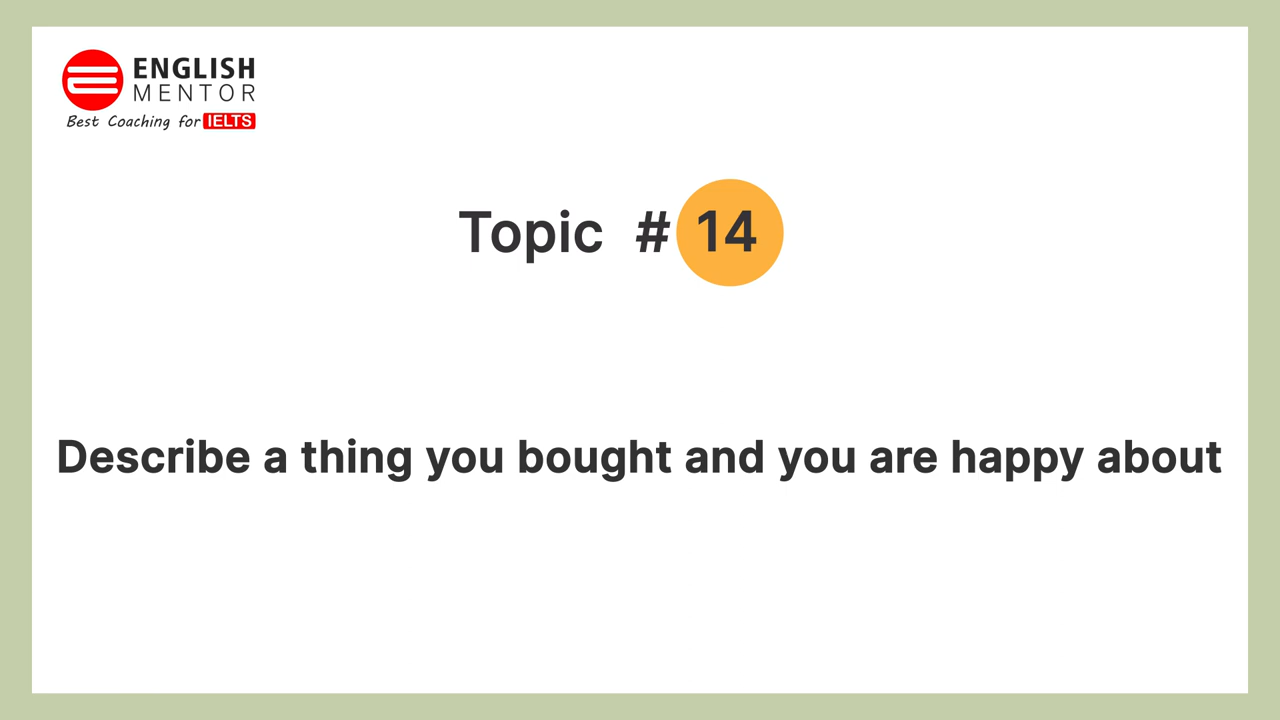 ENGLISH
MENTOR
Best Coaching for IELTS
Topic # 14
Describe a thing you bought and you are happy about